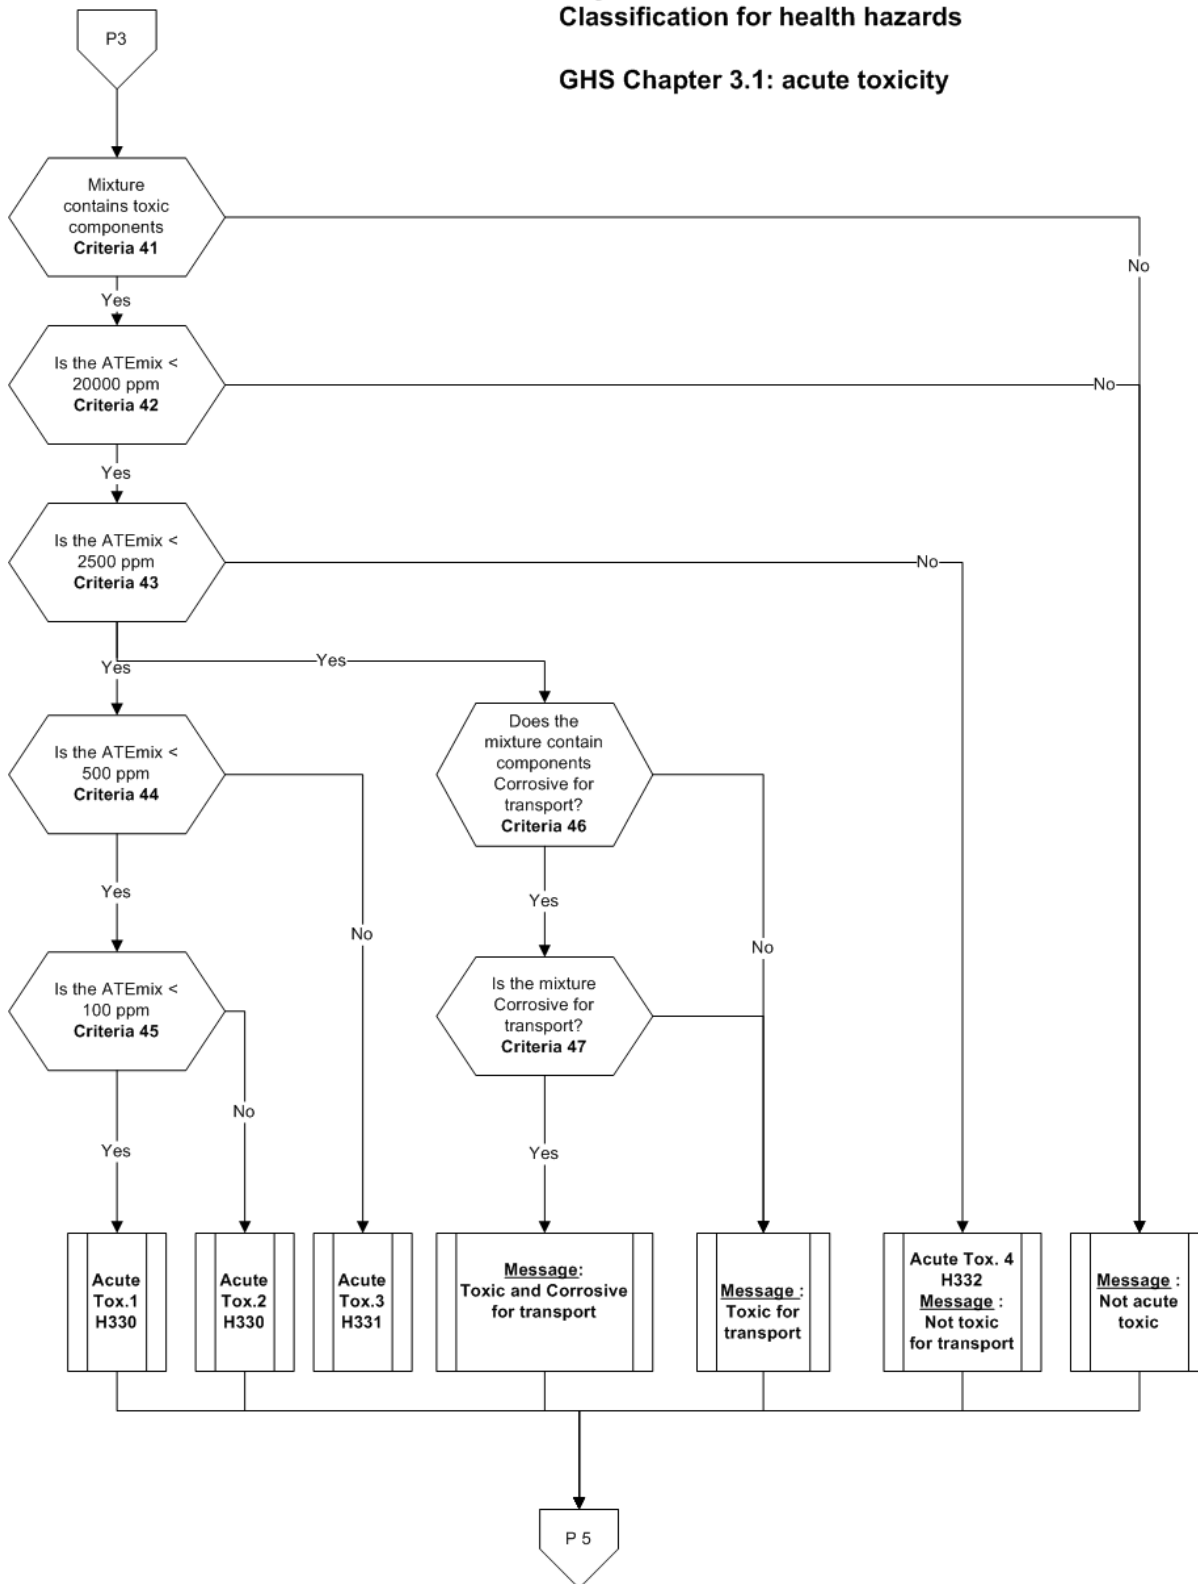 Classification for health hazards
GHS Chapter 3.1: acute toxicity
P3
Mixture
contains toxic
components
Criteria 41
No
Yes
Is the ATEmix <
20000 ppm
Criteria 42
No
Yes
Is the ATEmix <
2500 ppm
Criteria 43
No
Yes
Yes
Is the ATEmix <
500 ppm
Criteria 44
Does the
mixture contain
components
Corrosive for
transport?
Criteria 46
Yes
Yes
No
No
Is the ATEmix <
100 ppm
Criteria 45
Is the mixture
Corrosive for
transport?
Criteria 47
No
Yes
Yes
Acute
Tox.1
H330
Acute
Tox.2
H330
Acute
Tox.3
H331
Message:
Toxic and Corrosive
for transport
Message :
Toxic for
transport
Acute Tox. 4
H332
Message :
Not toxic
for transport
Message :
Not acute
toxic
P 5